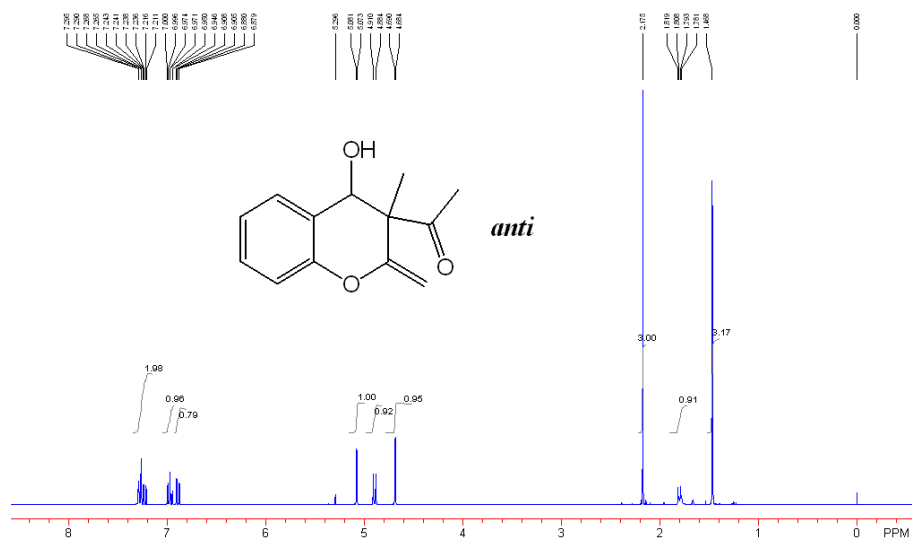 7.295 7.290 7.268 7.265 7.243 7.241 7.238 7.236 7.216 7.211 7.000 6.996 6.974 6.971 6.950 6.946 6.908 6.905 6.880 6.879 5.296 5.081 5.073 4.910 4.884 4.690 4.684 2.175 1.819 1.808 1.793 1.781 1.468 0.000
OH
anti
O
O
1.98 0.96 0.79 1.00 0.92 0.95 3.00 0.91 3.17
8 7 6 5 4 3 2 1 0 PPM